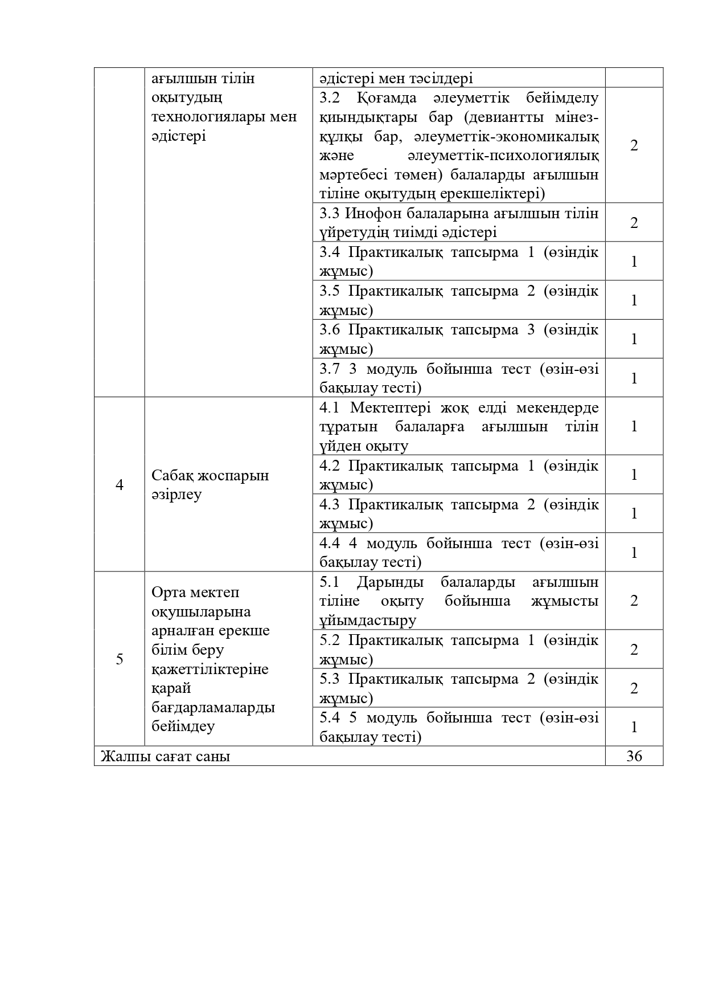 ағылшын тілін
оқытудың
технологиялары мен
әдістері
әдістері мен тәсілдері
3.2 Қоғамда әлеуметтік бейімделу
қиындықтары бар (девиантты мінез-
құлқы бар, әлеуметтік-экономикалық
және әлеуметтік-психологиялық
мәртебесі төмен) балаларды ағылшын
тіліне оқытудың ерекшеліктері)
2
3.3 Инофон балаларына ағылшын тілін
үйретудің тиімді әдістері
2
3.4 Практикалық тапсырма 1 (өзіндік
жұмыс)
1
3.5 Практикалық тапсырма 2 (өзіндік
жұмыс)
1
3.6 Практикалық тапсырма 3 (өзіндік
жұмыс)
1
3.7 3 модуль бойынша тест (өзін-өзі
бақылау тесті)
1
4
Сабақ жоспарын
әзірлеу
4.1 Мектептері жоқ елді мекендерде
тұратын балаларға ағылшын тілін
үйден оқыту
1
4.2 Практикалық тапсырма 1 (өзіндік
жұмыс)
1
4.3 Практикалық тапсырма 2 (өзіндік
жұмыс)
1
4.4 4 модуль бойынша тест (өзін-өзі
бақылау тесті)
1
5
Орта мектеп
оқушыларына
арналған ерекше
білім беру
қажеттіліктеріне
қарай
бағдарламаларды
бейімдеу
5.1 Дарынды балаларды ағылшын
тіліне оқыту бойынша жұмысты
ұйымдастыру
2
5.2 Практикалық тапсырма 1 (өзіндік
жұмыс)
2
5.3 Практикалық тапсырма 2 (өзіндік
жұмыс)
2
5.4 5 модуль бойынша тест (өзін-өзі
бақылау тесті)
1
Жалпы сағат саны
36